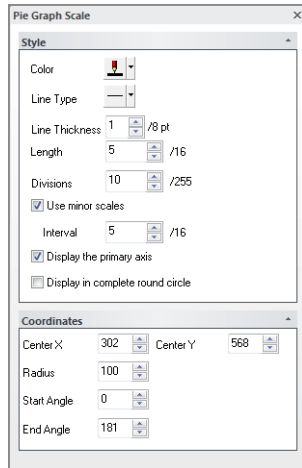 Pie Graph Scale
Style
Color
Line Type
Line Thickness 1 /8 pt
Length 5 /16
Divisions 10 /255
Use minor scales
Interval 5 /16
Display the primary axis
Display in complete round circle
Coordinates
Center X 302 Center Y 568
Radius 100
Start Angle 0
End Angle 181